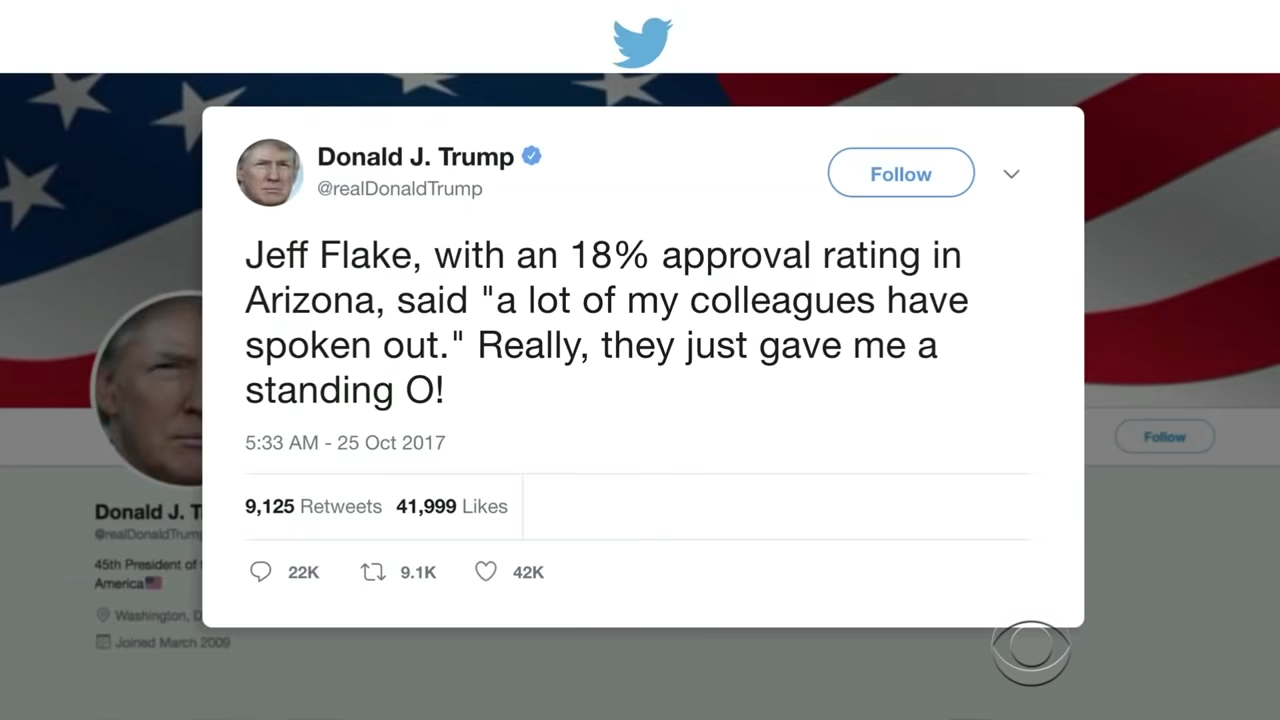 Donald J. Trump
@realDonaldTrump
Follow
Jeff Flake, with an 18% approval rating in
Arizona, said "a lot of my colleagues have
spoken out." Really, they just gave me a
standing O!
5:33 AM - 25 Oct 2017
9,125 Retweets 41,999 Likes
22K 9.1K 42K
Follow
Donald J. T
@realDonaldTrum
45th President of
America
Washington, D
Joined March 2009